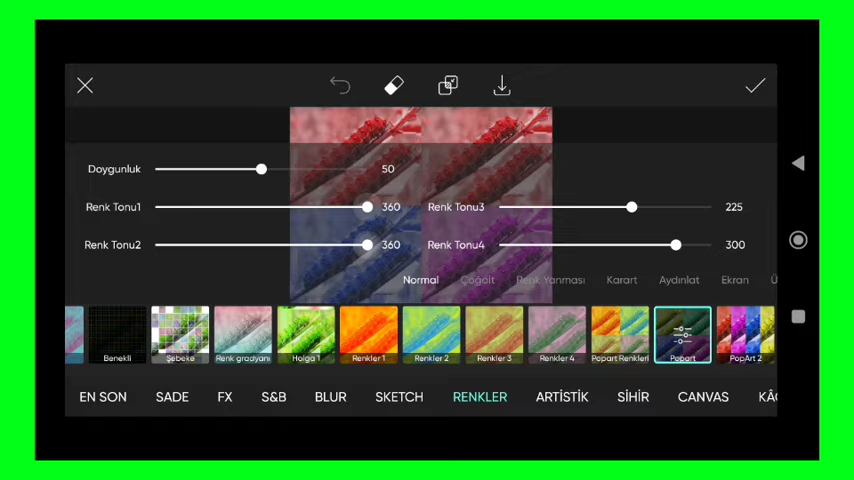 Doygunluk 50
Renk Tonu1 360 Renk Tonu3 225
Renk Tonu2 360 Renk Tonu4 300
Normal Çoğolt Renk Yanması Karart Aydınlat Ekran Ü
Benekli Şebeke Renk gradyanı Holga 1 Renkler 1 Renkler 2 Renkler 3 Renkler 4 Popart Renkleri Popart PopArt 2
EN SON SADE FX S&B BLUR SKETCH RENKLER ARTİSTİK SİHİR CANVAS KÂĞ